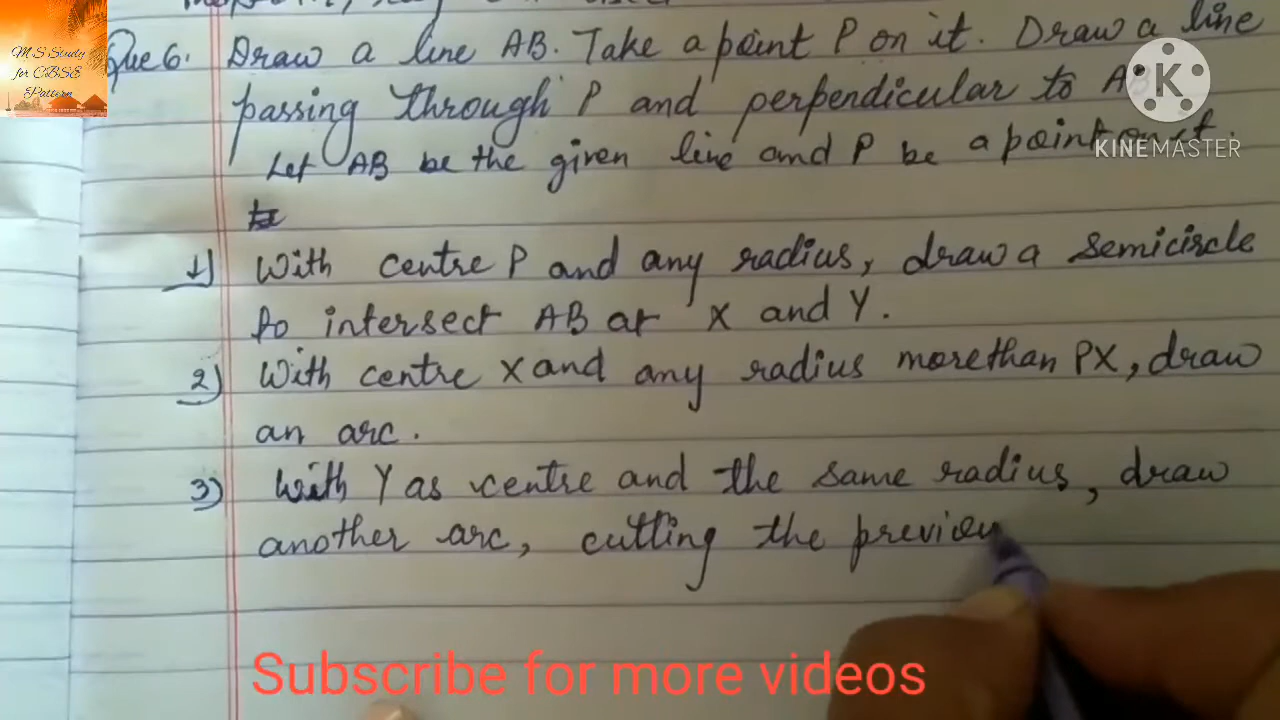 M.S Study
for CBSE
Pattern
Que 6. Draw a line AB. Take a point P on it. Draw a line
passing through P and perpendicular to AB
KINEMASTER
Let AB be the given line and P be a point on it.
1) With centre P and any radius, draw a semicircle
to intersect AB at X and Y.
2) With centre X and any radius more than PX, draw
an arc.
3) With Y as centre and the same radius, draw
another arc, cutting the previou
Subscribe for more videos